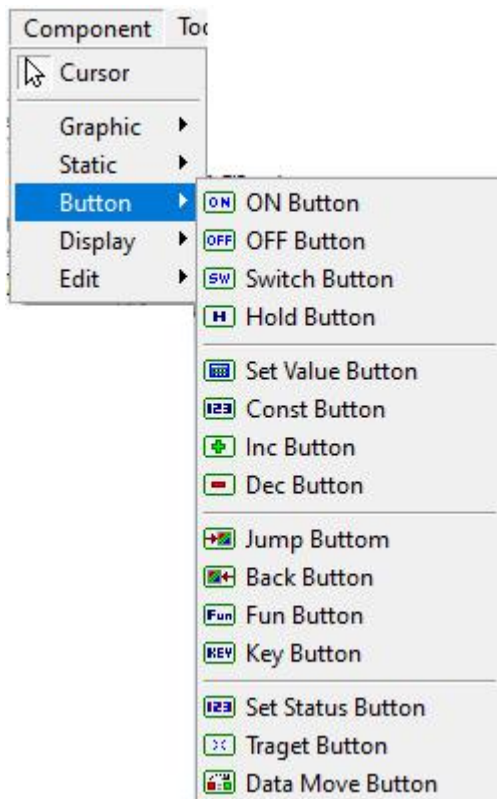 Component Too
Cursor
Graphic
Static
Button
Display
Edit
ON ON Button
OFF OFF Button
SW Switch Button
H Hold Button
Set Value Button
123 Const Button
Inc Button
Dec Button
Jump Buttom
Back Button
Fun Fun Button
KEY Key Button
123 Set Status Button
Traget Button
Data Move Button